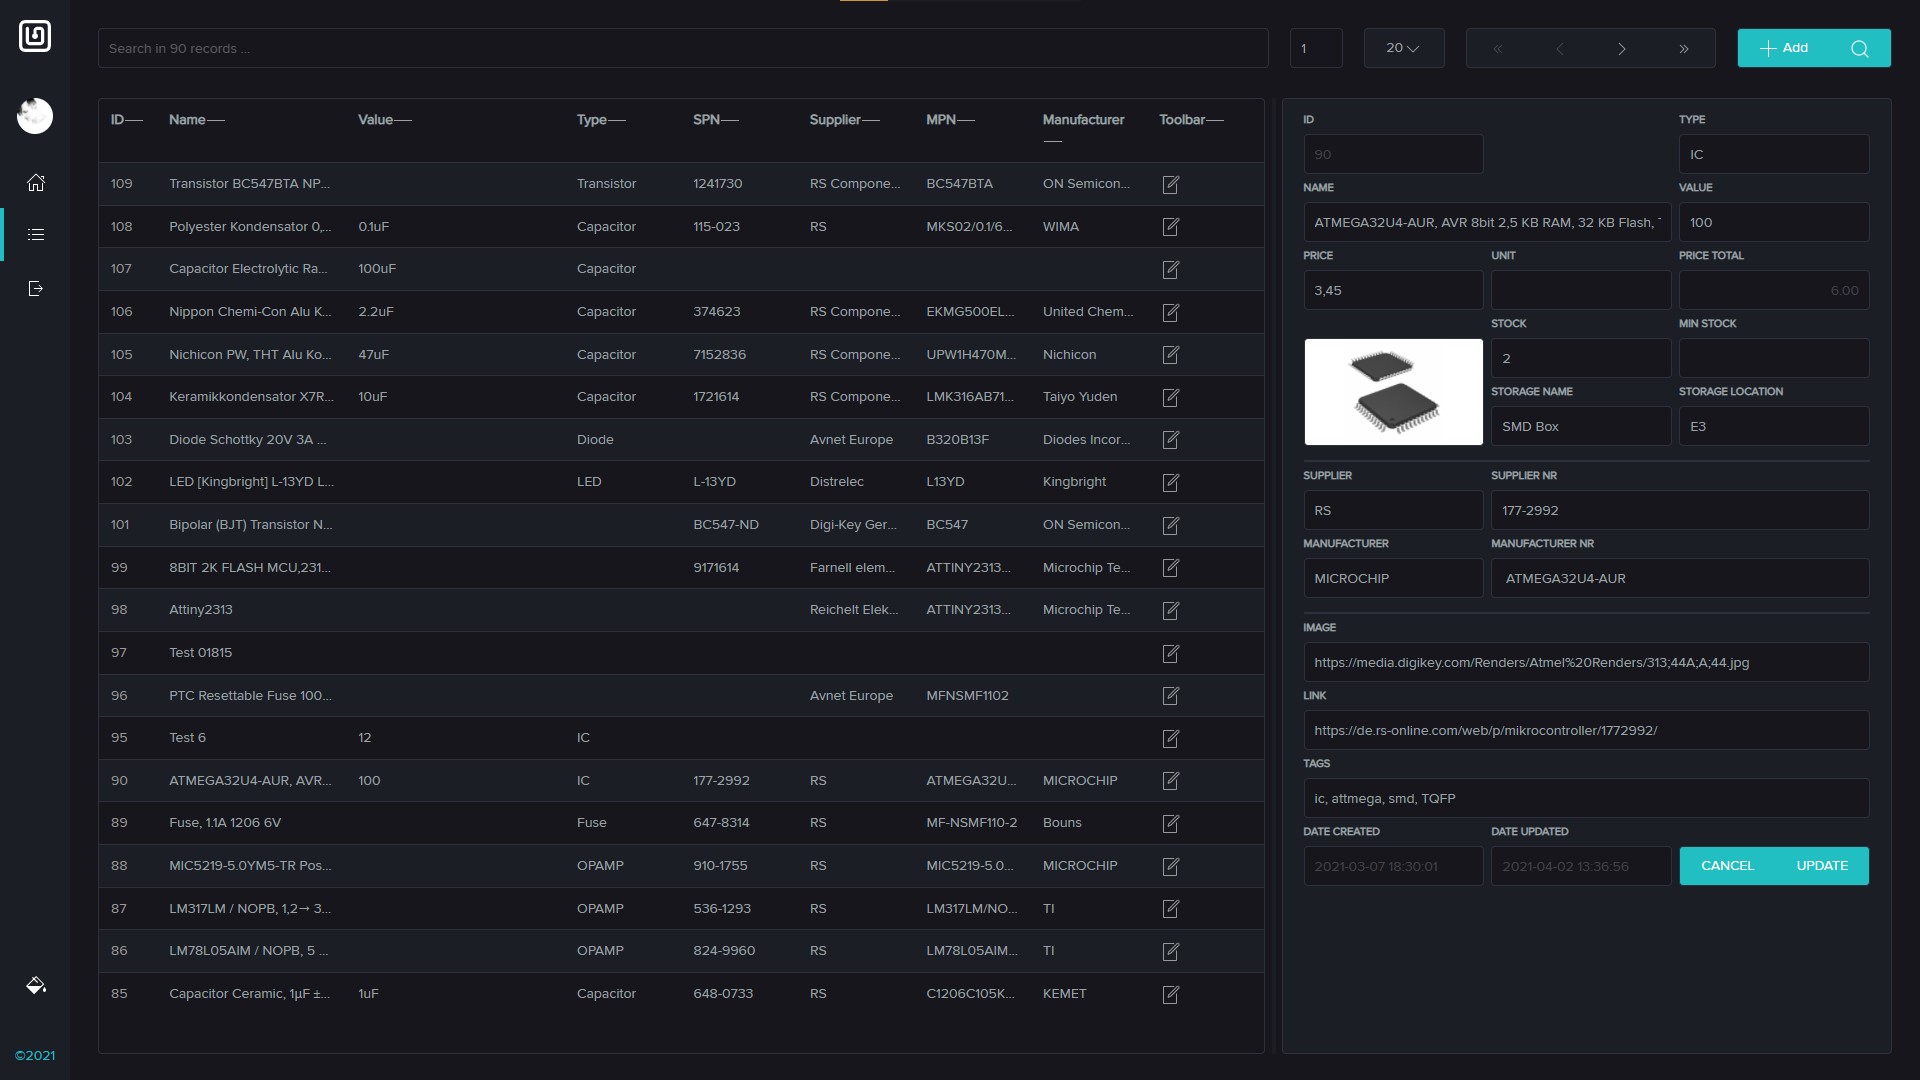 Search in 90 records ...
1
20
Add
ID Name Value Type SPN Supplier MPN Manufacturer Toolbar
109 Transistor BC547BTA NP... Transistor 1241730 RS Compone... BC547BTA ON Semicon...
108 Polyester Kondensator 0,... 0.1uF Capacitor 115-023 RS MKS02/0.1/6... WIMA
107 Capacitor Electrolytic Ra... 100uF Capacitor
106 Nippon Chemi-Con Alu K... 2.2uF Capacitor 374623 RS Compone... EKMG500EL... United Chem...
105 Nichicon PW, THT Alu Ko... 47uF Capacitor 7152836 RS Compone... UPW1H470M... Nichicon
104 Keramikkondensator X7R... 10uF Capacitor 1721614 RS Compone... LMK316AB71... Taiyo Yuden
103 Diode Schottky 20V 3A ... Diode Avnet Europe B320B13F Diodes Incor...
102 LED [Kingbright] L-13YD L... LED L-13YD Distrelec L13YD Kingbright
101 Bipolar (BJT) Transistor N... BC547-ND Digi-Key Ger... BC547 ON Semicon...
99 8BIT 2K FLASH MCU,231... 9171614 Farnell elem... ATTINY2313... Microchip Te...
98 Attiny2313 Reichelt Elek... ATTINY2313... Microchip Te...
97 Test 01815
96 PTC Resettable Fuse 100... Avnet Europe MFNSMF1102
95 Test 6 12 IC
90 ATMEGA32U4-AUR, AVR... 100 IC 177-2992 RS ATMEGA32U... MICROCHIP
89 Fuse, 1.1A 1206 6V Fuse 647-8314 RS MF-NSMF110-2 Bouns
88 MIC5219-5.0YM5-TR Pos... OPAMP 910-1755 RS MIC5219-5.0... MICROCHIP
87 LM317LM / NOPB, 1,2→ 3... OPAMP 536-1293 RS LM317LM/NO... TI
86 LM78L05AIM / NOPB, 5 ... OPAMP 824-9960 RS LM78L05AIM... TI
85 Capacitor Ceramic, 1µF ±... 1uF Capacitor 648-0733 RS C1206C105K... KEMET
ID TYPE
90 IC
NAME VALUE
ATMEGA32U4-AUR, AVR 8bit 2,5 KB RAM, 32 KB Flash, 100
PRICE UNIT PRICE TOTAL
3,45 6.00
STOCK MIN STOCK
2
STORAGE NAME STORAGE LOCATION
SMD Box E3
SUPPLIER SUPPLIER NR
RS 177-2992
MANUFACTURER MANUFACTURER NR
MICROCHIP ATMEGA32U4-AUR
IMAGE
https://media.digikey.com/Renders/Atmel%20Renders/313;44A;A;44.jpg
LINK
https://de.rs-online.com/web/p/mikrocontroller/1772992/
TAGS
ic, attmega, smd, TQFP
DATE CREATED DATE UPDATED
2021-03-07 18:30:01 2021-04-02 13:36:56 CANCEL UPDATE
©2021